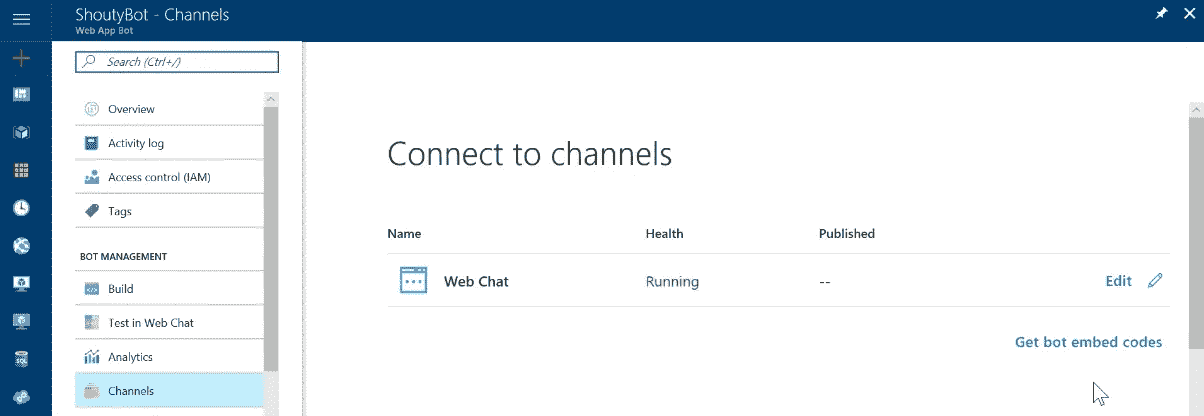 ShoutyBot - Channels
Web App Bot
Search (Ctrl+/)
Overview
Activity log
Access control (IAM)
Tags
BOT MANAGEMENT
Build
Test in Web Chat
Analytics
Channels
Connect to channels
Name Health Published
Web Chat Running -- Edit
Get bot embed codes
SQL